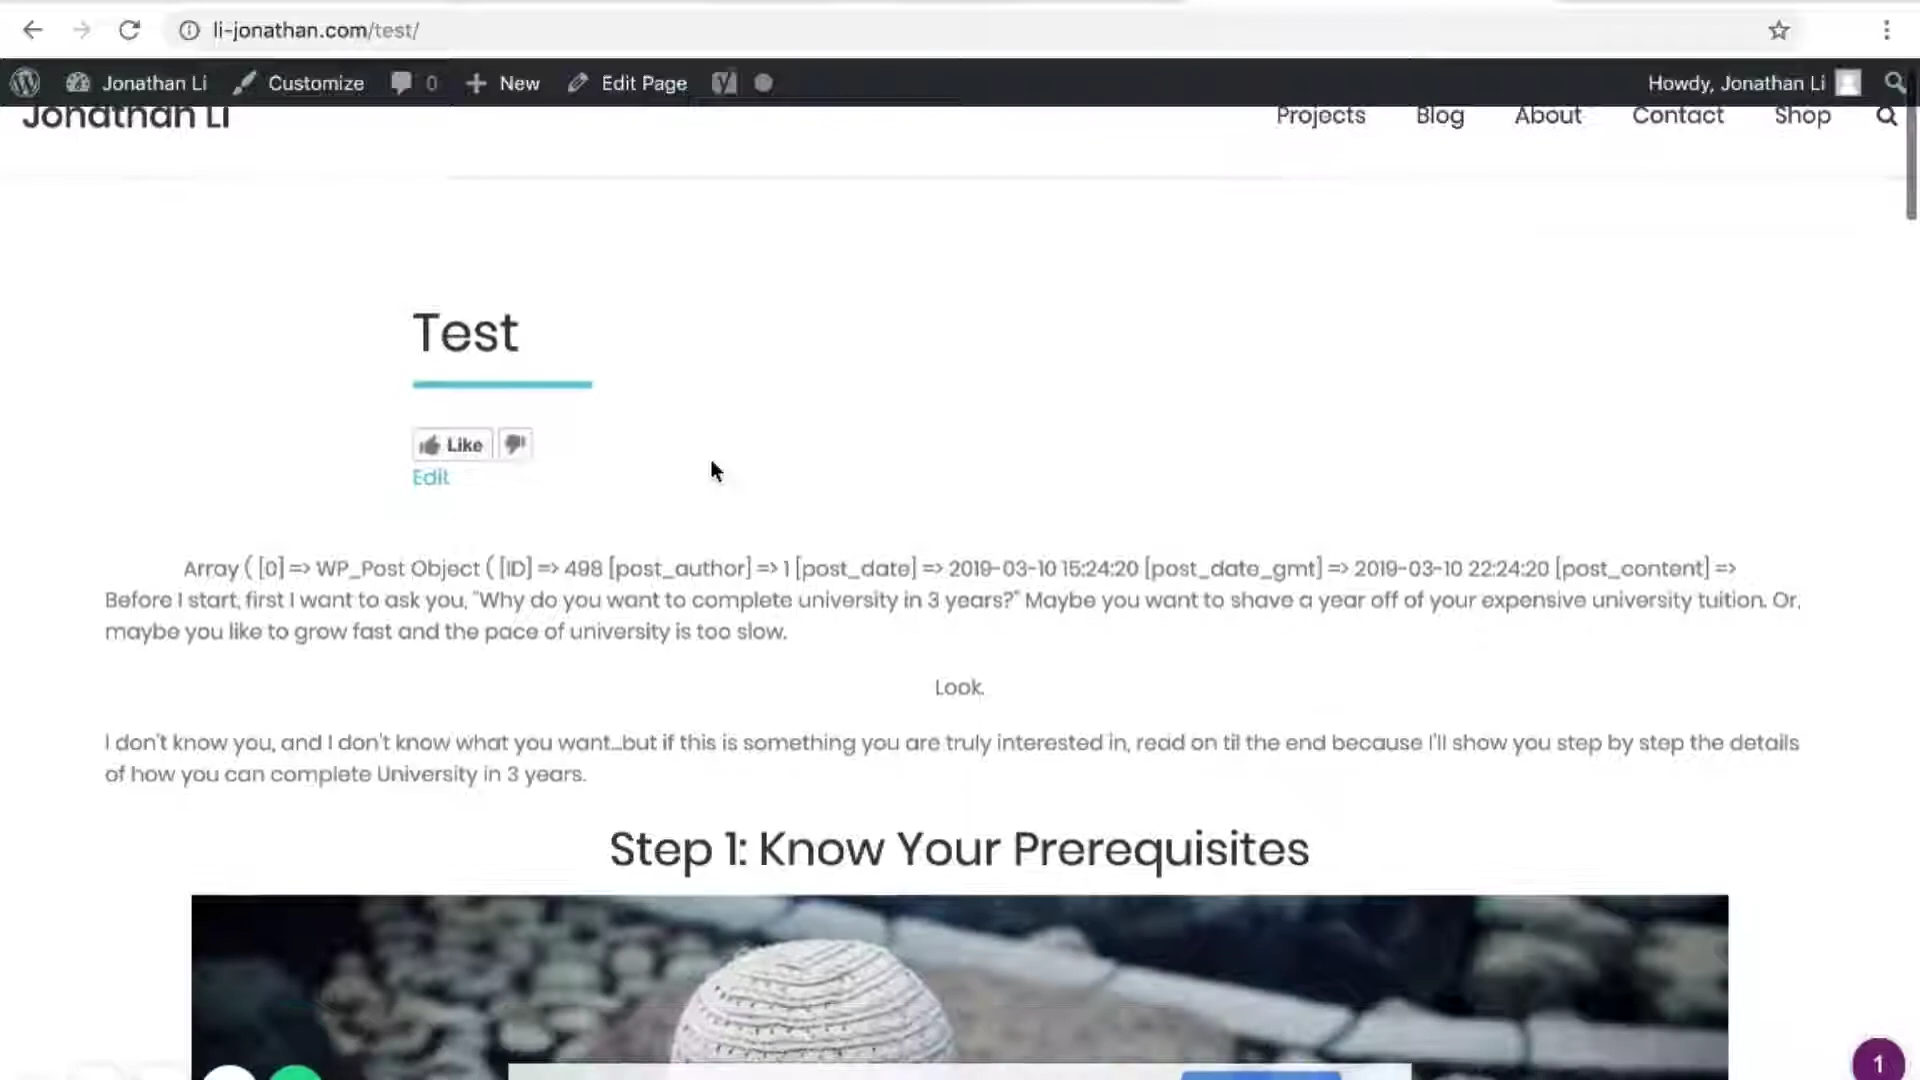 li-jonathan.com/test/
Jonathan Li Customize 0 New Edit Page Howdy, Jonathan Li
Jonathan Li Projects Blog About Contact Shop
Test
Like
Edit
Array ( [0] => WP_Post Object ( [ID] => 498 [post_author] => 1 [post_date] => 2019-03-10 15:24:20 [post_date_gmt] => 2019-03-10 22:24:20 [post_content] =>
Before I start, first I want to ask you, "Why do you want to complete university in 3 years?" Maybe you want to shave a year off of your expensive university tuition. Or,
maybe you like to grow fast and the pace of university is too slow.
Look.
I don't know you, and I don't know what you want...but if this is something you are truly interested in, read on til the end because I'll show you step by step the details
of how you can complete University in 3 years.
Step 1: Know Your Prerequisites
1